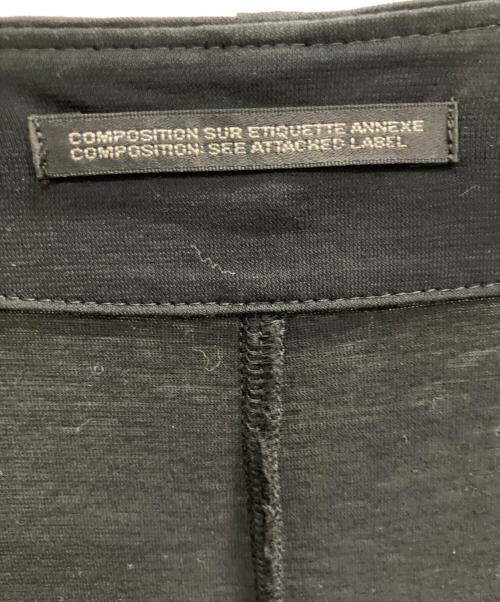 COMPOSITION SUR ETIQUETTE ANNEXE
COMPOSITION: SEE ATTACHED LABEL